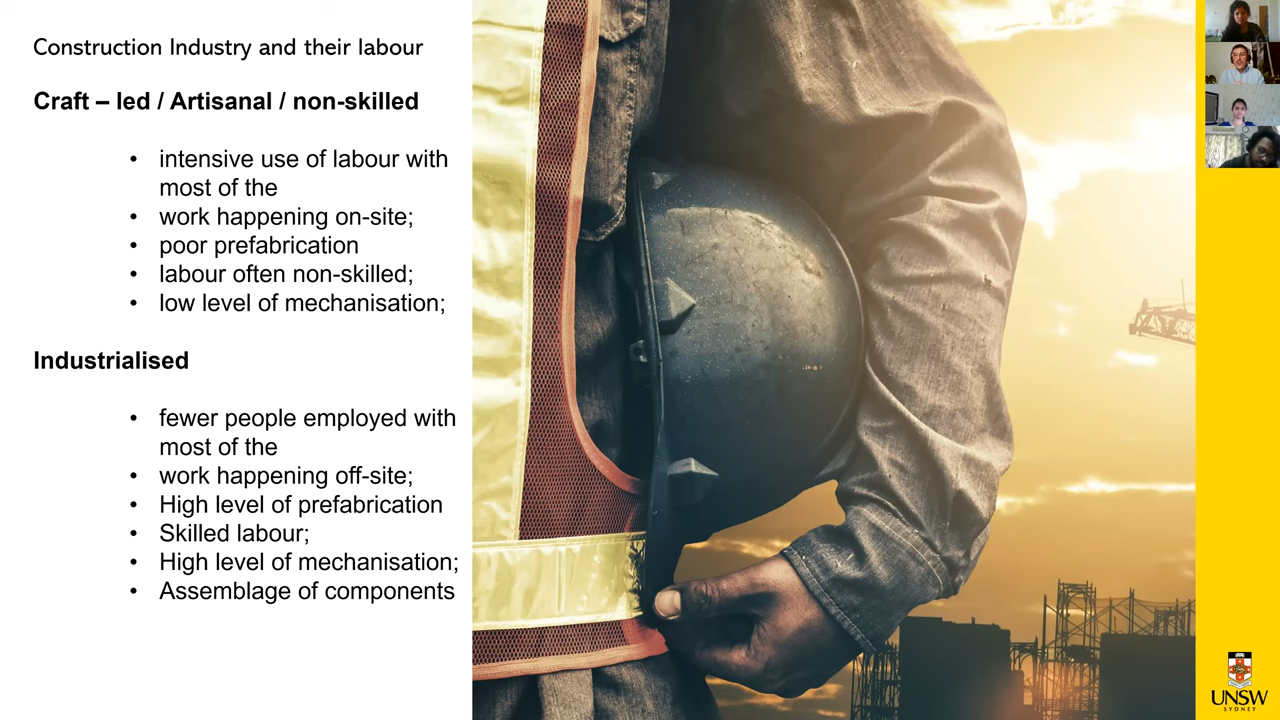 Construction Industry and their labour
Craft – led / Artisanal / non-skilled
• intensive use of labour with
most of the
• work happening on-site;
• poor prefabrication
• labour often non-skilled;
• low level of mechanisation;
Industrialised
• fewer people employed with
most of the
• work happening off-site;
• High level of prefabrication
• Skilled labour;
• High level of mechanisation;
• Assemblage of components
UNSW
SYDNEY